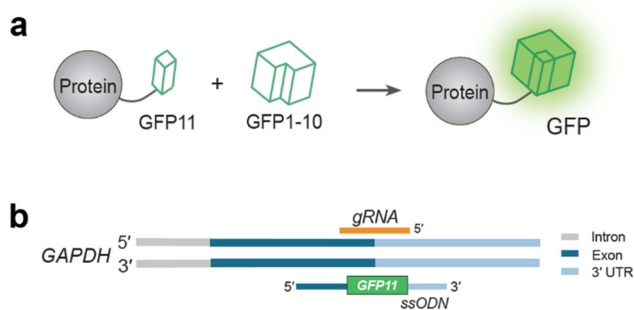 a
Protein
GFP11
+
GFP1-10
Protein
GFP
b
gRNA
5′
GAPDH
5′
3′
Intron
Exon
3′ UTR
5′
GFP11
3′
ssODN